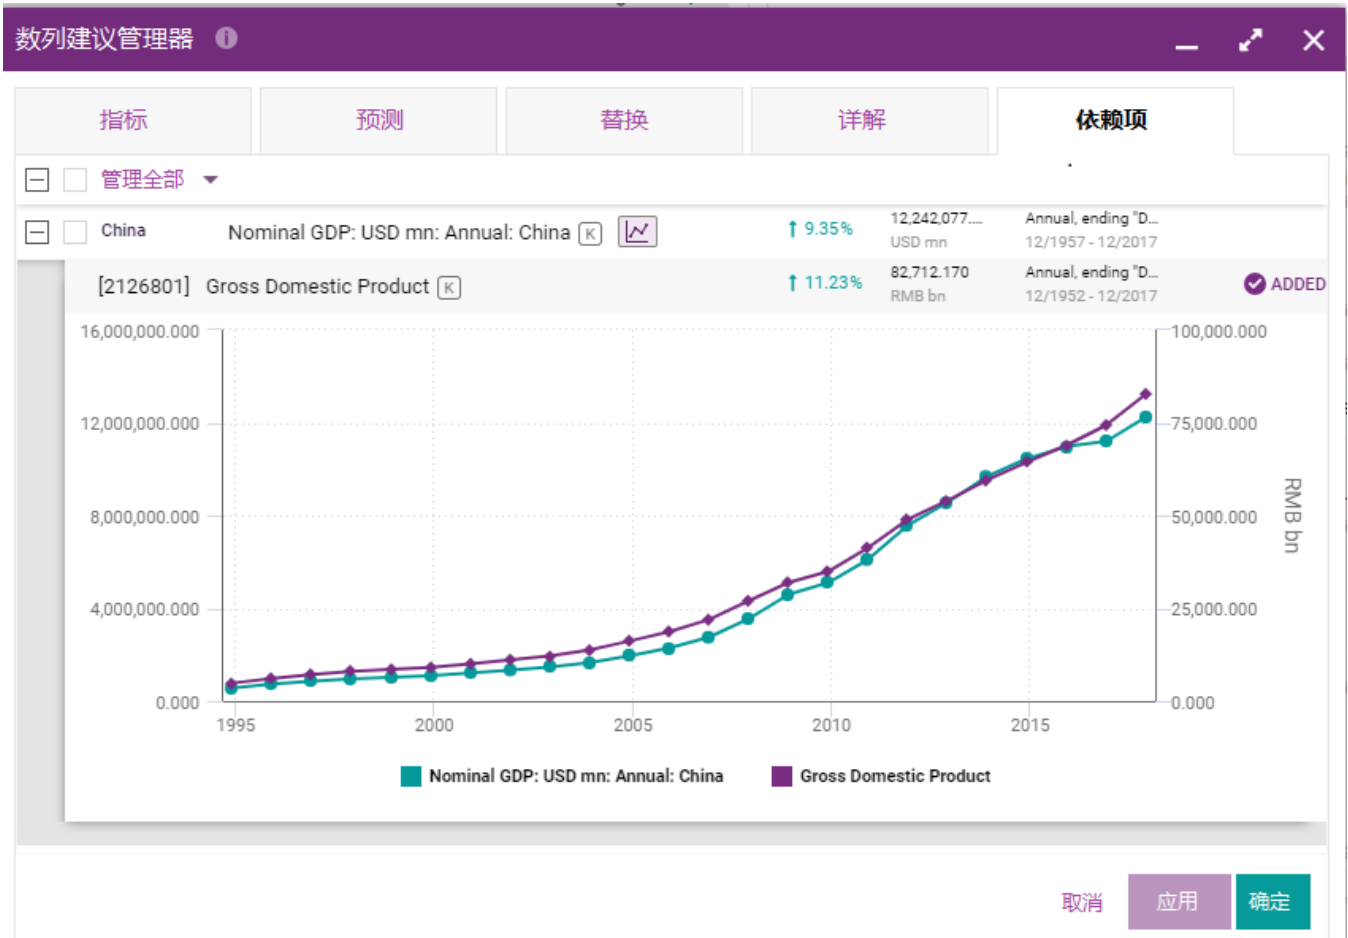 数列建议管理器
指标 预测 替换 详解 依赖项
管理全部
China Nominal GDP: USD mn: Annual: China K 9.35% 12,242,077.... Annual, ending "D...
USD mn 12/1957 - 12/2017
[2126801] Gross Domestic Product K 11.23% 82,712.170 Annual, ending "D... ADDED
RMB bn 12/1952 - 12/2017
16,000,000.000 100,000.000
12,000,000.000 75,000.000
8,000,000.000 50,000.000
4,000,000.000 25,000.000
0.000 0.000
RMB bn
1995 2000 2005 2010 2015
Nominal GDP: USD mn: Annual: China Gross Domestic Product
取消 应用 确定